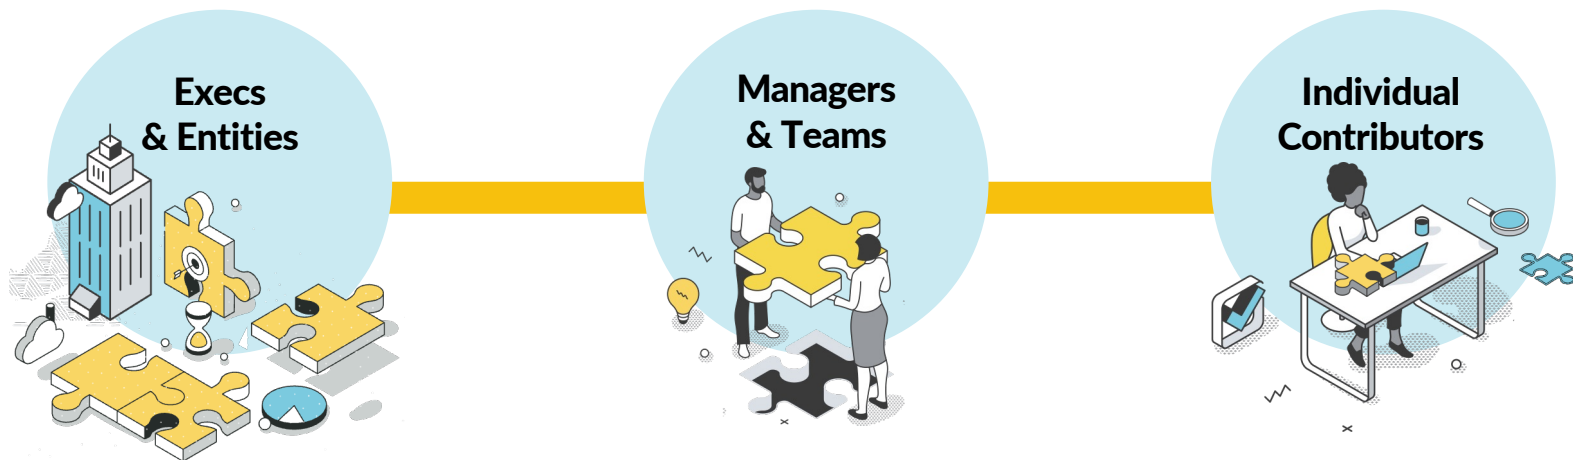 Execs
& Entities
Managers
& Teams
Individual
Contributors